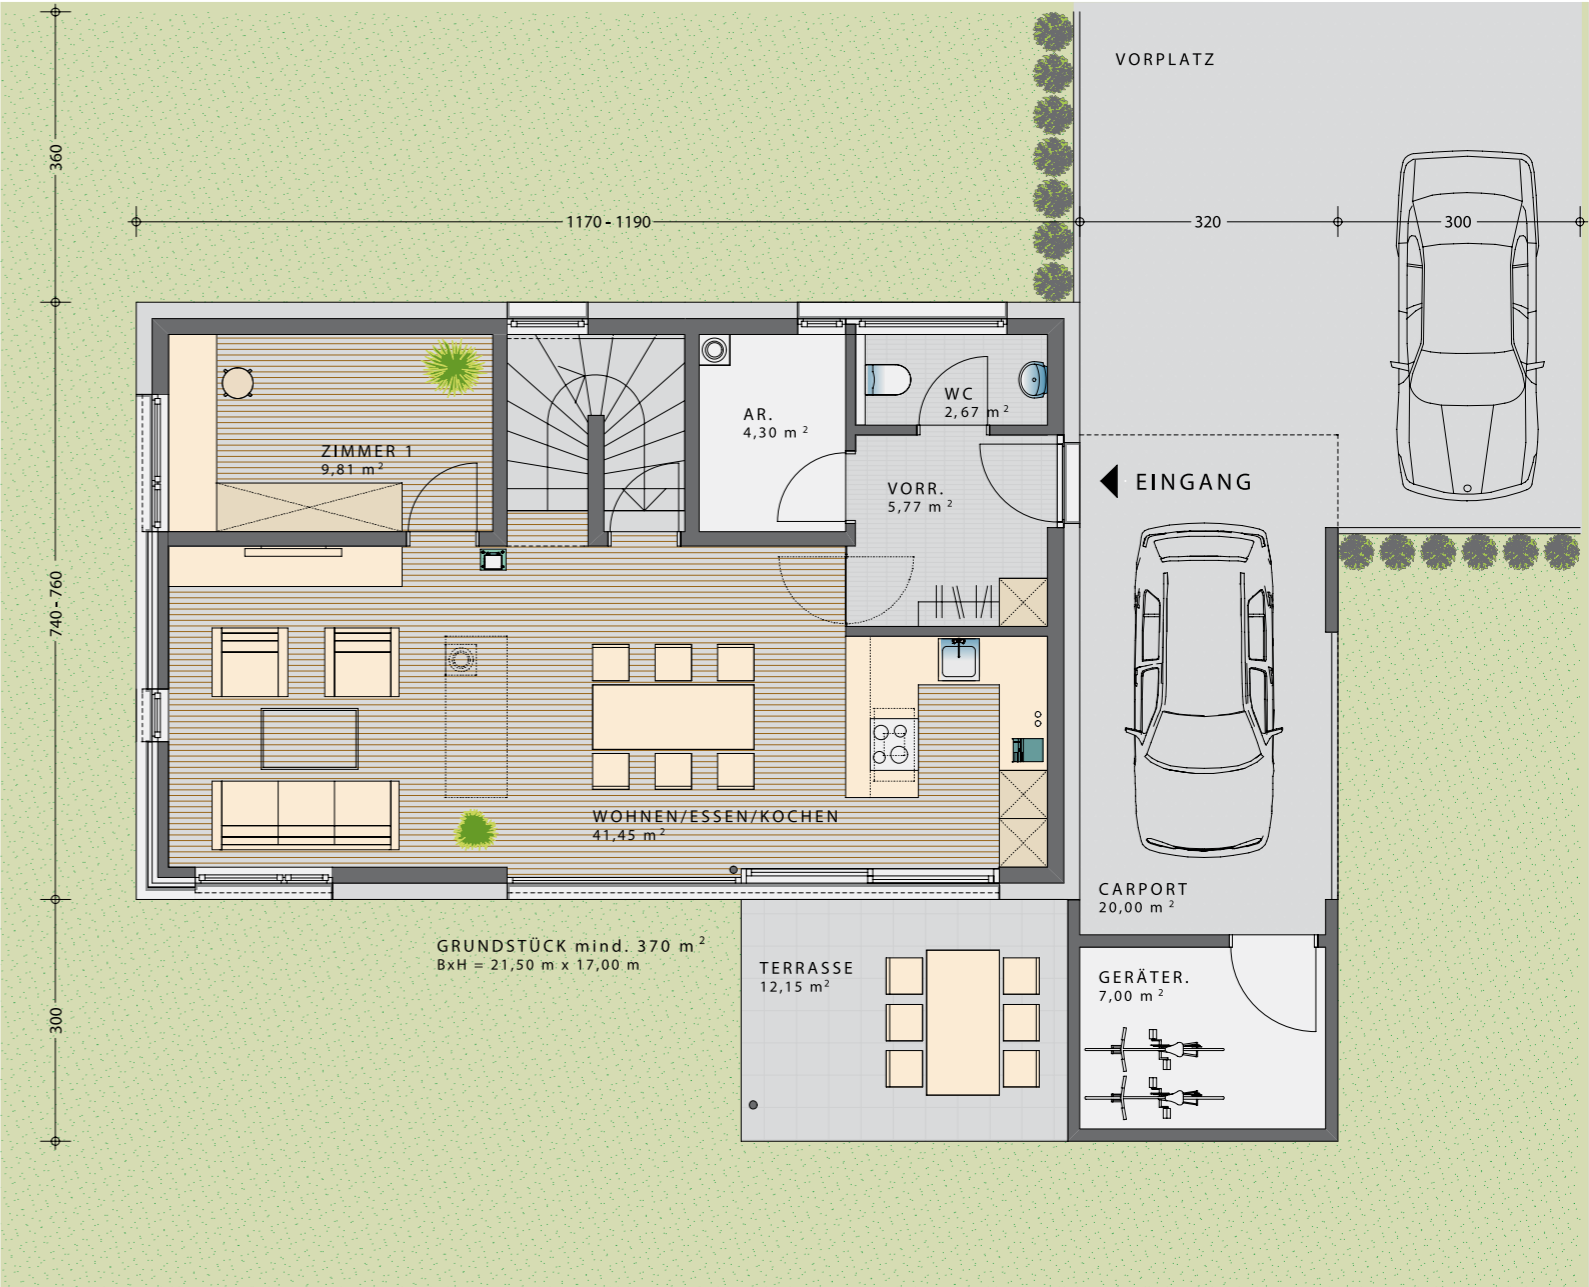 VORPLATZ
360
1170 - 1190
320
300
ZIMMER 1
9,81 m²
AR.
4,30 m²
WC
2,67 m²
VORR.
5,77 m²
EINGANG
740 - 760
WOHNEN/ESSEN/KOCHEN
41,45 m²
CARPORT
20,00 m²
GRUNDSTÜCK mind. 370 m²
BxH = 21,50 m x 17,00 m
TERRASSE
12,15 m²
GERÄTER.
7,00 m²
300